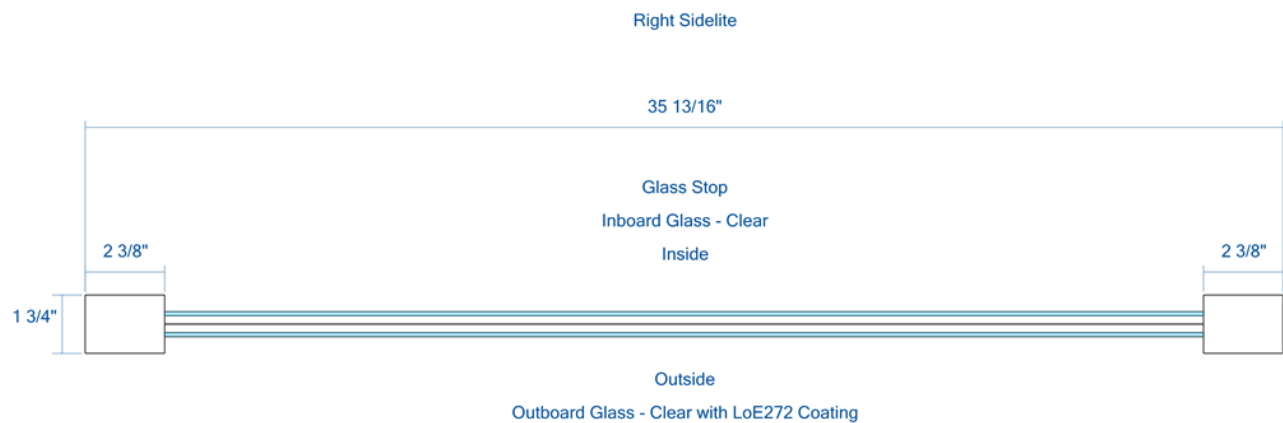 Right Sidelite
35 13/16"
Glass Stop
Inboard Glass - Clear
Inside
2 3/8"
2 3/8"
1 3/4"
Outside
Outboard Glass - Clear with LoE272 Coating